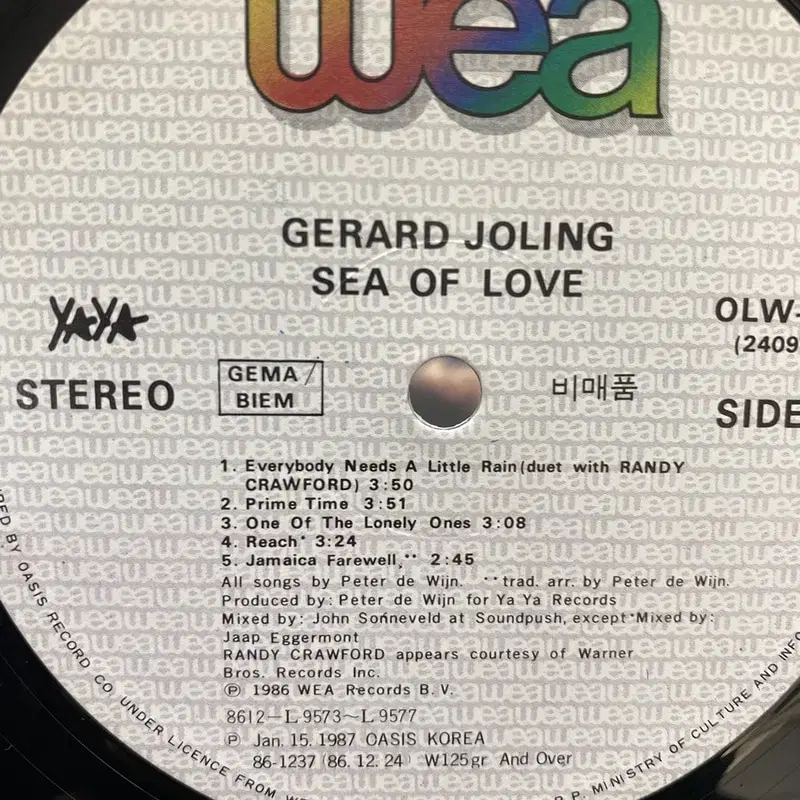 wea
GERARD JOLING
SEA OF LOVE
YAYA
STEREO
GEMA/
BIEM
비매품
OLW-
(2409
SIDE
1. Everybody Needs A Little Rain (duet with RANDY
CRAWFORD) 3:50
2. Prime Time 3:51
3. One Of The Lonely Ones 3:08
4. Reach* 3:24
5. Jamaica Farewell,** 2:45
All songs by Peter de Wijn. **trad. arr. by Peter de Wijn.
Produced by: Peter de Wijn for Ya Ya Records
Mixed by: John Sonneveld at Soundpush, except *Mixed by:
Jaap Eggermont
RANDY CRAWFORD appears courtesy of Warner
Bros. Records Inc.
Ⓟ 1986 WEA Records B.V.
8612-L9573~L9577
Ⓟ Jan. 15. 1987 OASIS KOREA
86-1237 (86. 12. 24) W125gr And Over
RED BY OASIS RECORD CO. UNDER LICENCE FROM
P. MINISTRY OF CULTURE AND INFO